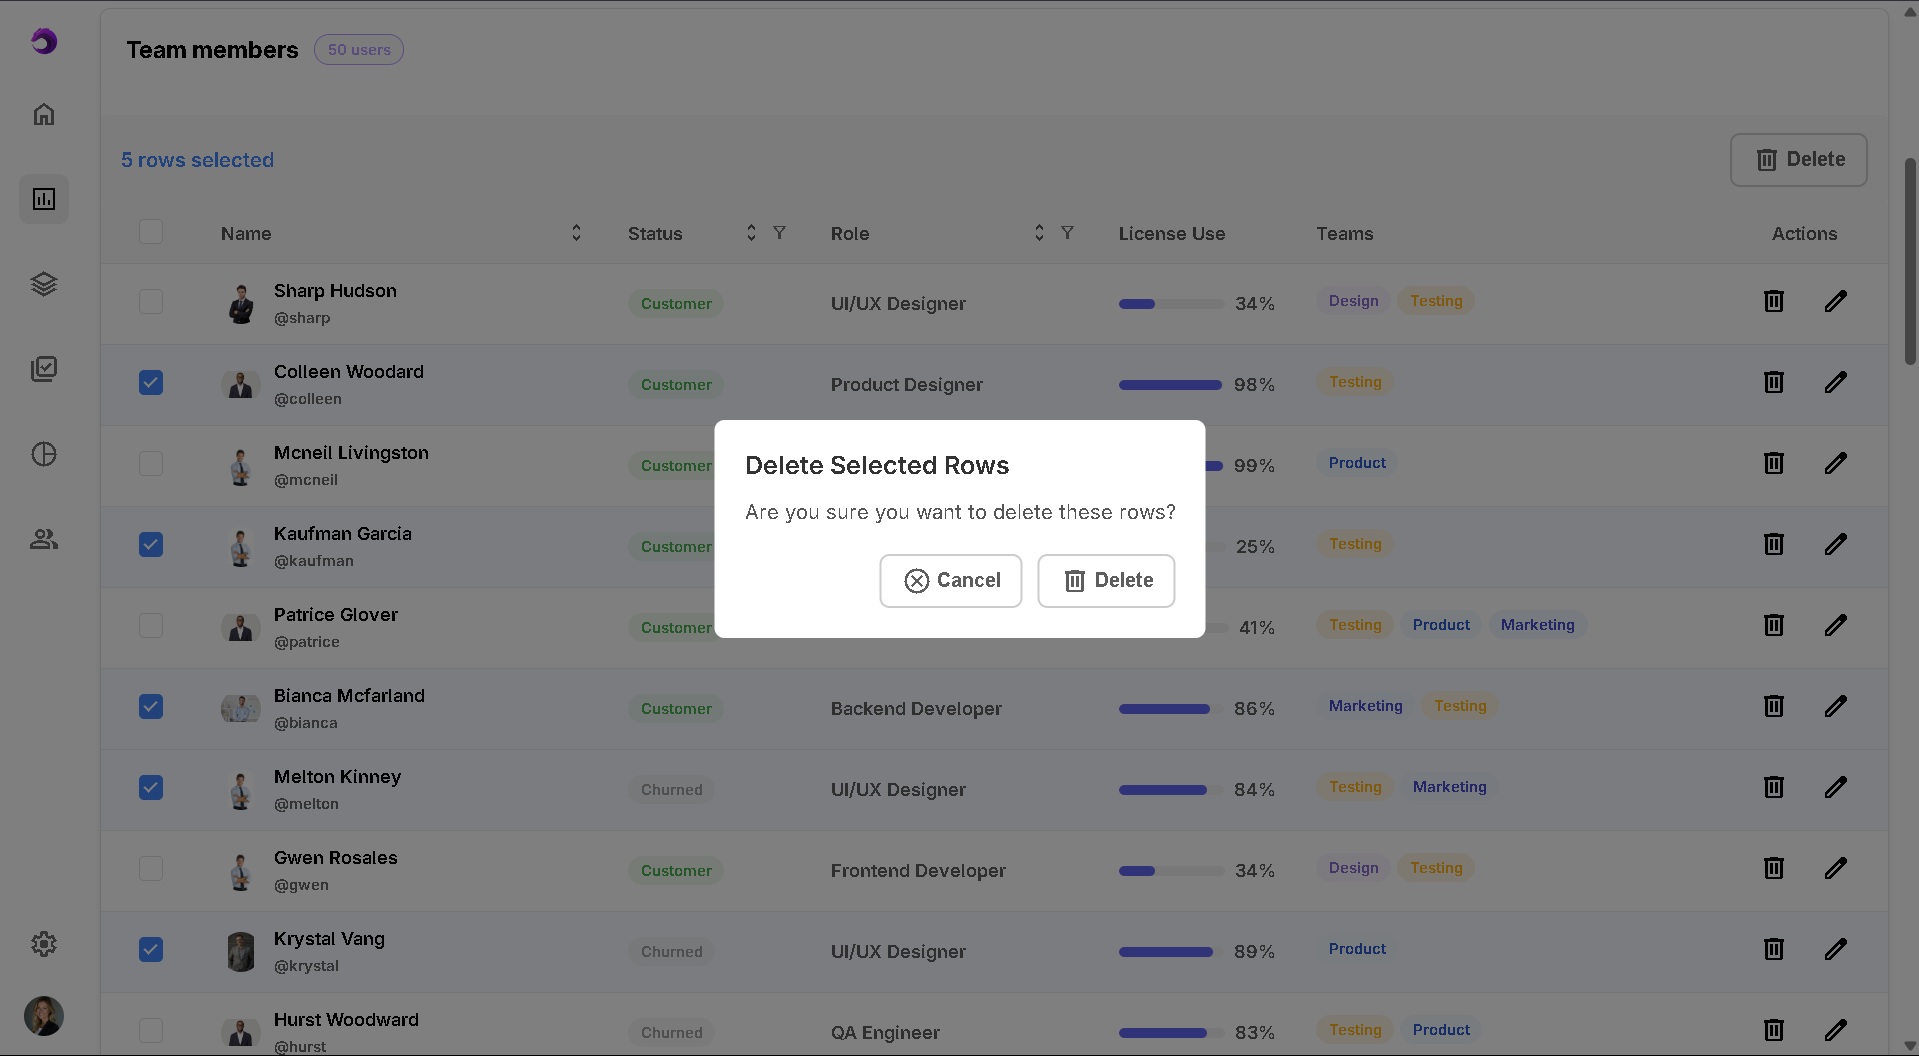 Team members 50 users
5 rows selected
Delete
Name Status Role License Use Teams Actions
Sharp Hudson
@sharp
Customer UI/UX Designer 34% Design Testing
Colleen Woodard
@colleen
Customer Product Designer 98% Testing
Mcneil Livingston
@mcneil
Customer 99% Product
Kaufman Garcia
@kaufman
Customer 25% Testing
Patrice Glover
@patrice
Customer 41% Testing Product Marketing
Delete Selected Rows
Are you sure you want to delete these rows?
Cancel Delete
Bianca Mcfarland
@bianca
Customer Backend Developer 86% Marketing Testing
Melton Kinney
@melton
Churned UI/UX Designer 84% Testing Marketing
Gwen Rosales
@gwen
Customer Frontend Developer 34% Design Testing
Krystal Vang
@krystal
Churned UI/UX Designer 89% Product
Hurst Woodward
@hurst
Churned QA Engineer 83% Testing Product